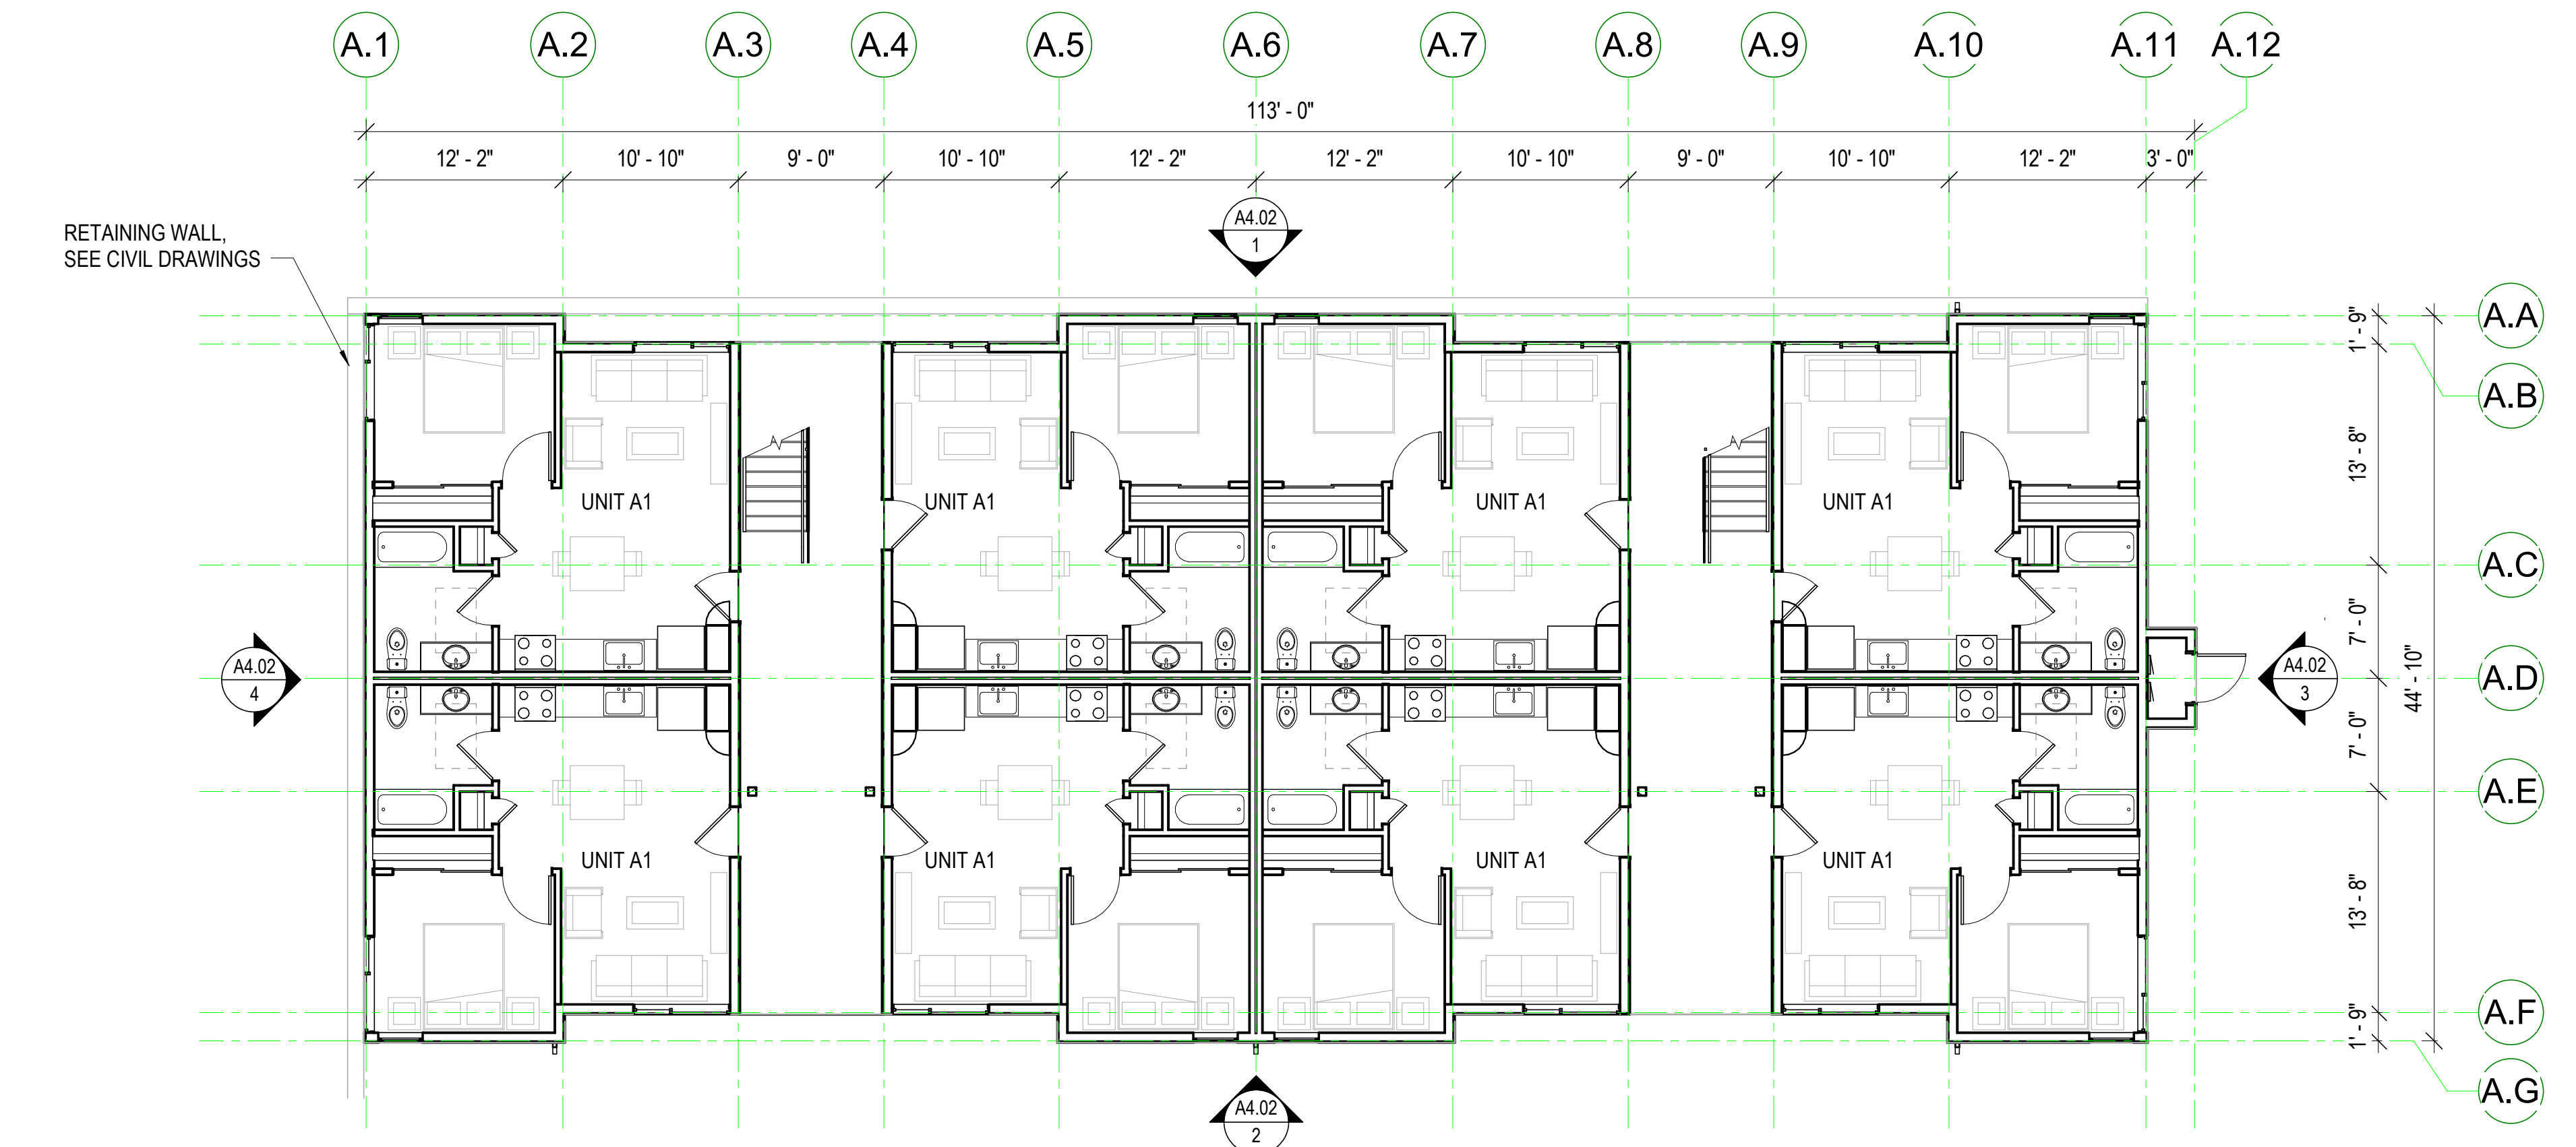 A.1 A.2 A.3 A.4 A.5 A.6 A.7 A.8 A.9 A.10 A.11 A.12
113' - 0"
12' - 2" 10' - 10" 9' - 0" 10' - 10" 12' - 2" 12' - 2" 10' - 10" 9' - 0" 10' - 10" 12' - 2" 3' - 0"
RETAINING WALL,
SEE CIVIL DRAWINGS
A4.02
1
A.A
1' - 9"
A.B
13' - 8"
UNIT A1 UNIT A1 UNIT A1 UNIT A1
A.C
7' - 0"
A4.02
4
A4.02
3
44' - 10"
A.D
7' - 0"
A.E
UNIT A1 UNIT A1 UNIT A1 UNIT A1
13' - 8"
A.F
1' - 9"
A.G
A4.02
2